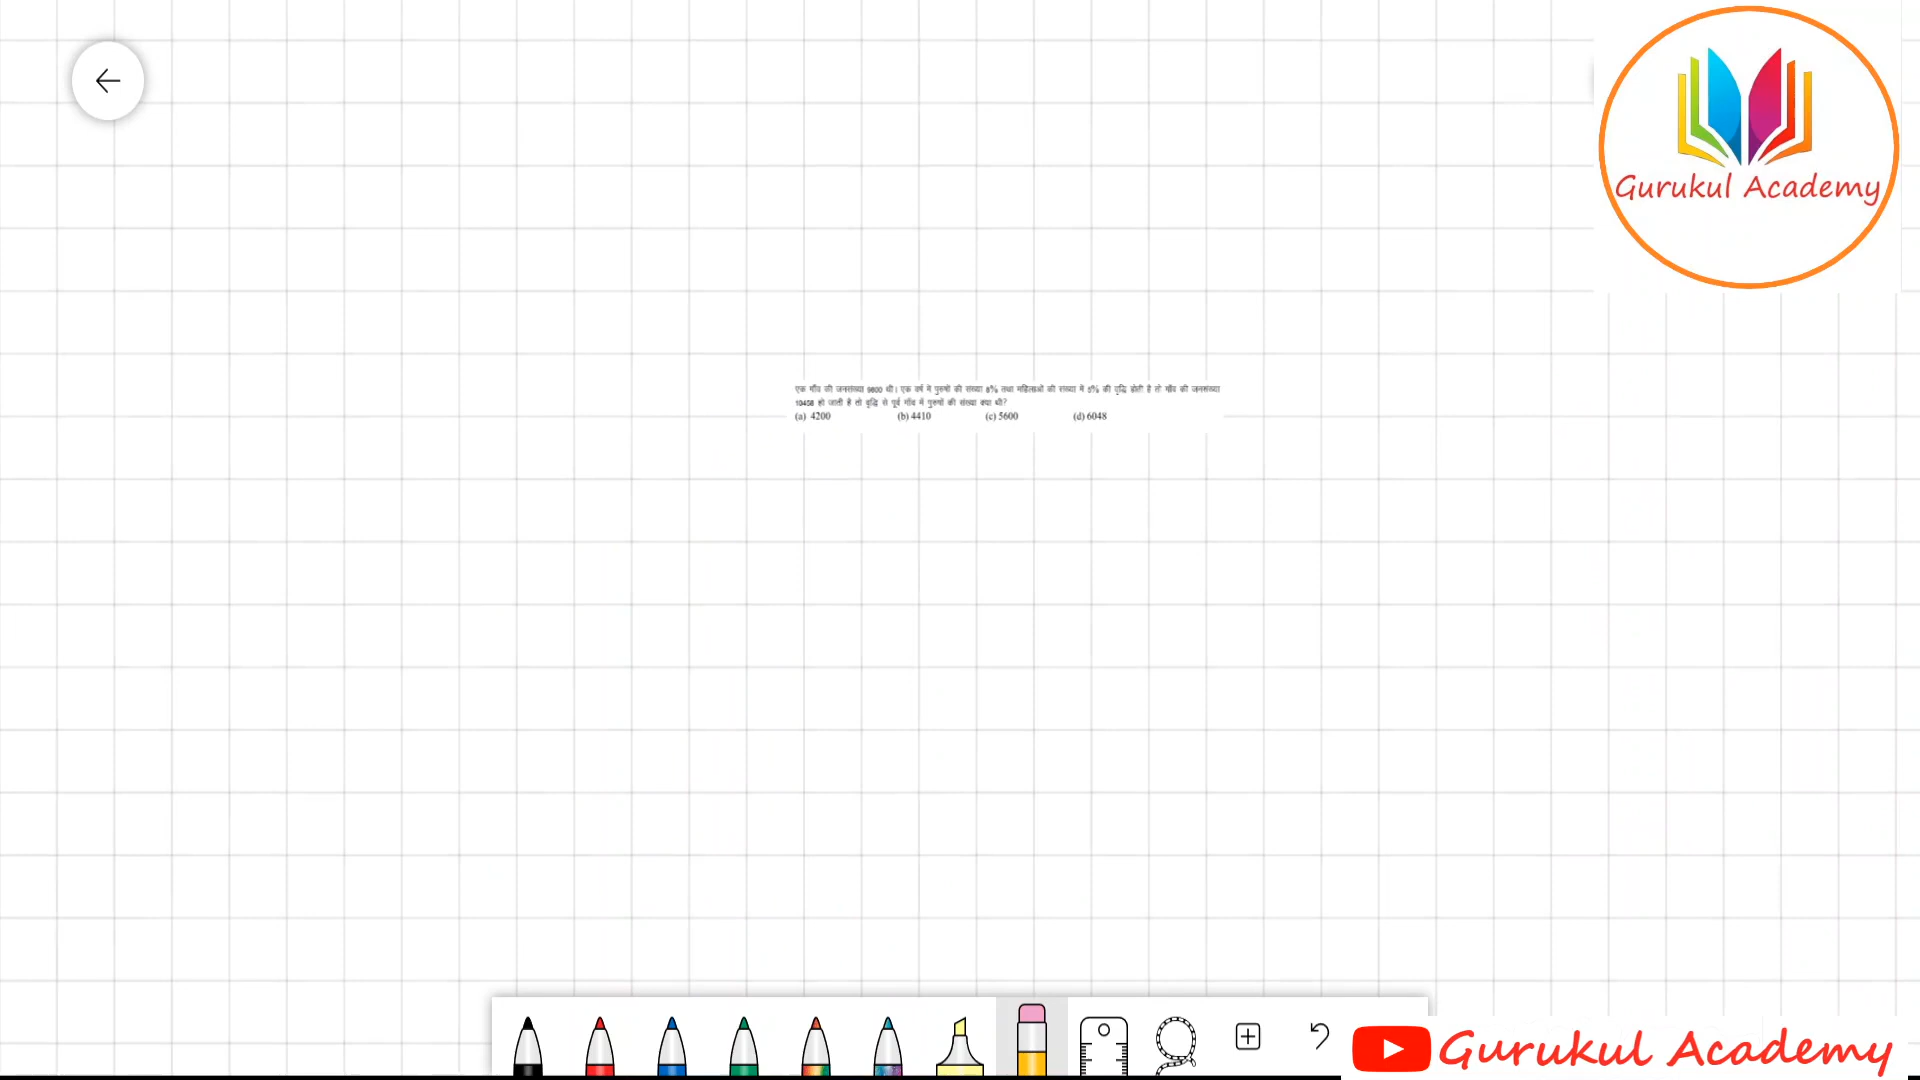 Gurukul Academy
एक गाँव की जनसंख्या 9800 थी। एक वर्ष में पुरुषों की संख्या 8% तथा महिलाओं की संख्या में 5% की वृद्धि होती है तो गाँव की जनसंख्या
10458 हो जाती है तो वृद्धि से पूर्व गाँव में पुरुषों की संख्या क्या थी?
(a) 4200 (b) 4410 (c) 5600 (d) 6048
Gurukul Academy